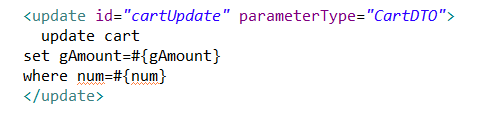 <update id="cartUpdate" parameterType="CartDTO">
update cart
set gAmount=#{gAmount}
where num=#{num}
</update>